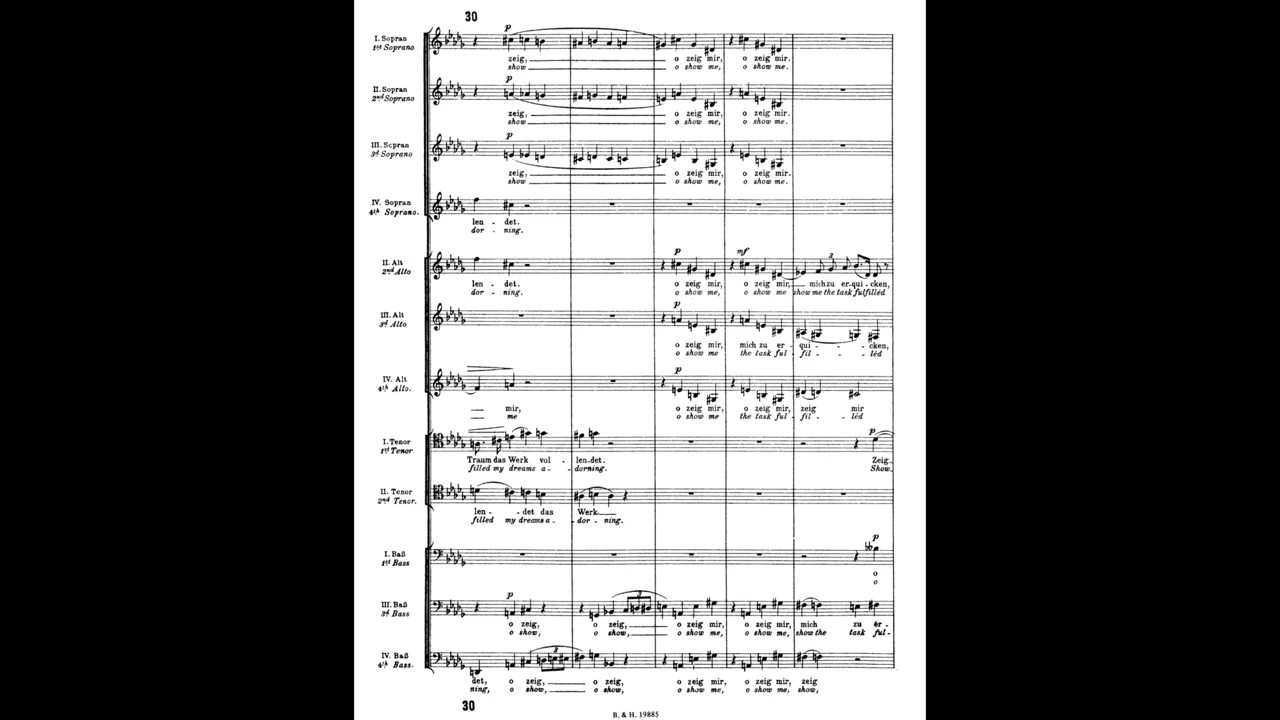 30
p
I. Sopran
1st Soprano
zeig, o zeig mir, o zeig mir.
show o show me, o show me.
p
II. Sopran
2nd Soprano
zeig, o zeig mir, o zeig mir.
show o show me, o show me.
p
III. Sopran
3d Soprano
zeig, o zeig mir, o zeig mir.
show o show me, o show me.
IV. Sopran
4th Soprano.
len - det.
dor - ning.
p mf
3
II. Alt
2nd Alto
len - det. o zeig mir, o zeig mir, mich zu er-qui-cken,
dor - ning. o show me, o show me show me the task fulfillèd
p
III. Alt
3d Alto
o zeig mir, mich zu er - qui - - - cken,
o show me the task ful - fil - - - lèd
p
IV. Alt
4th Alto.
mir, o zeig mir, o zeig mir, zeig mir
me o show me the task ful - fil - lèd
p
I. Tenor
1st Tenor
Traum das Werk vol - len-det. Zeig
filled my dreams a - dorning. Show
II. Tenor
2nd Tenor.
len - - det das Werk
filled my dreams a - dor - ning.
p
I. Baß
1st Bass
o
o
p 3
III. Baß
3d Bass
o zeig, o zeig, o zeig mir, o zeig mir, mich zu er-
o show, o show, o show me, o show me, show the task ful-
3
IV. Baß
4th Bass.
det, o zeig, o zeig, o zeig mir, o zeig mir, zeig
ning, o show, o show, o show me, o show me, show,
30
B. & H. 19885